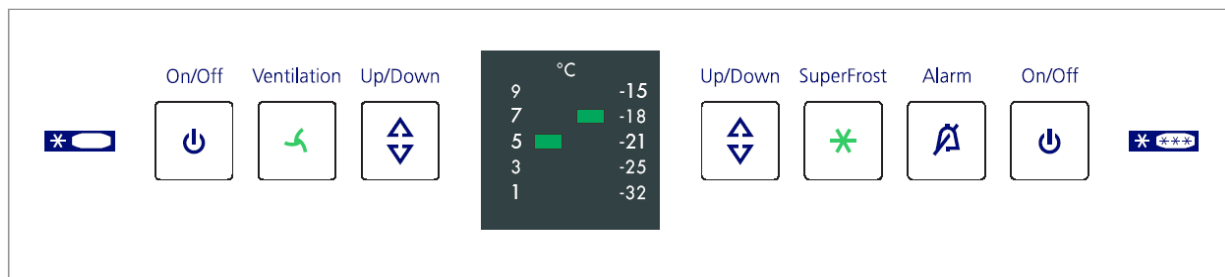 On/Off Ventilation Up/Down
°C
9 -15
7 -18
5 -21
3 -25
1 -32
Up/Down SuperFrost Alarm On/Off